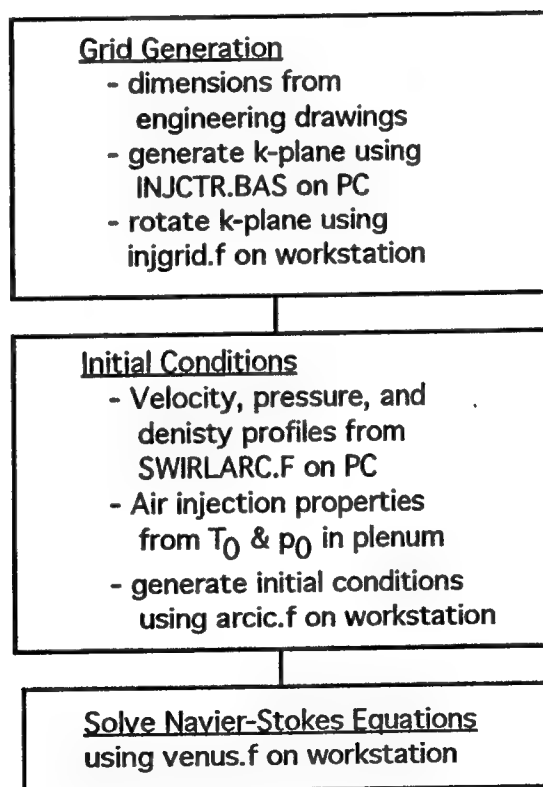 Grid Generation
- dimensions from
engineering drawings
- generate k-plane using
INJCTR.BAS on PC
- rotate k-plane using
injgrid.f on workstation
Initial Conditions
- Velocity, pressure, and
denisty profiles from
SWIRLARC.F on PC
- Air injection properties
from T0 & p0 in plenum
- generate initial conditions
using arcic.f on workstation
Solve Navier-Stokes Equations
using venus.f on workstation